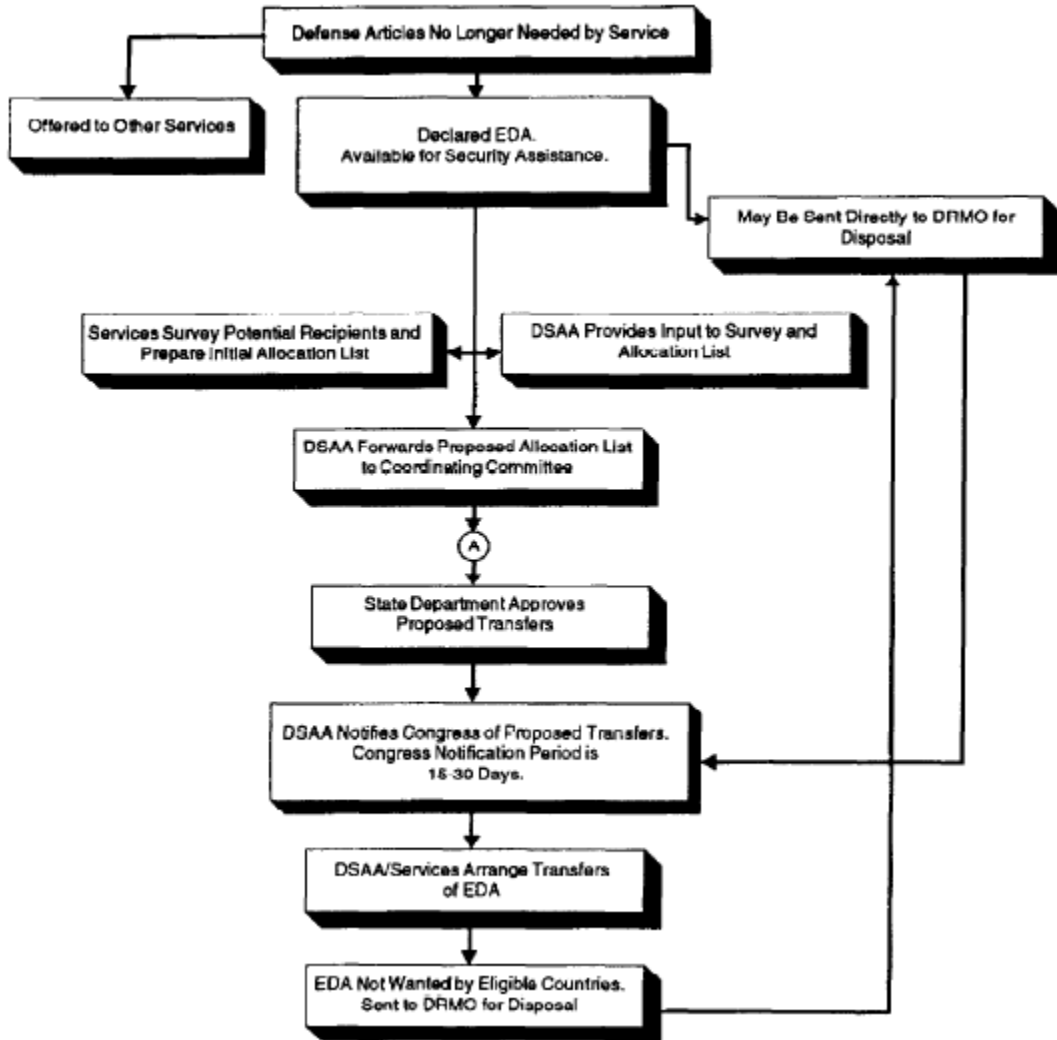 Defense Articles No Longer Needed by Service
Offered to Other Services
Declared EDA.
Available for Security Assistance.
May Be Sent Directly to DRMO for
Disposal
Services Survey Potential Recipients and
Prepare Initial Allocation List
DSAA Provides Input to Survey and
Allocation List
DSAA Forwards Proposed Allocation List
to Coordinating Committee
A
State Department Approves
Proposed Transfers
DSAA Notifies Congress of Proposed Transfers.
Congress Notification Period is
15-30 Days.
DSAA/Services Arrange Transfers
of EDA
EDA Not Wanted by Eligible Countries.
Sent to DRMO for Disposal